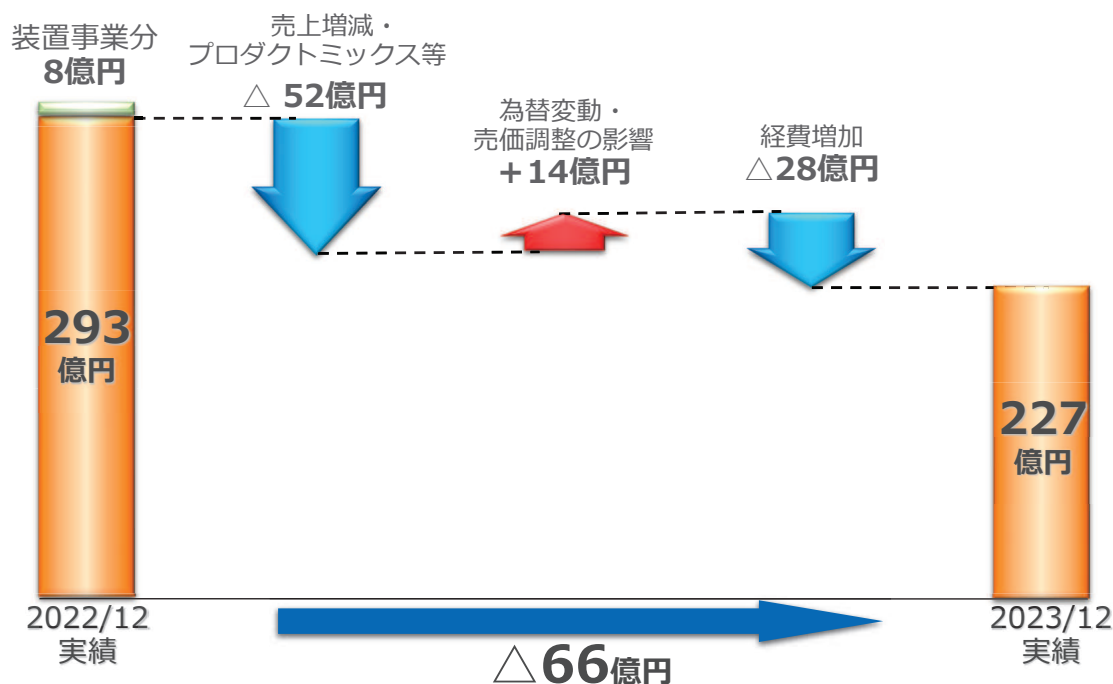 装置事業分
8億円
売上増減・
プロダクトミックス等
△ 52億円
為替変動・
売価調整の影響
+14億円
経費増加
△28億円
293
億円
227
億円
2022/12
実績
2023/12
実績
△66億円